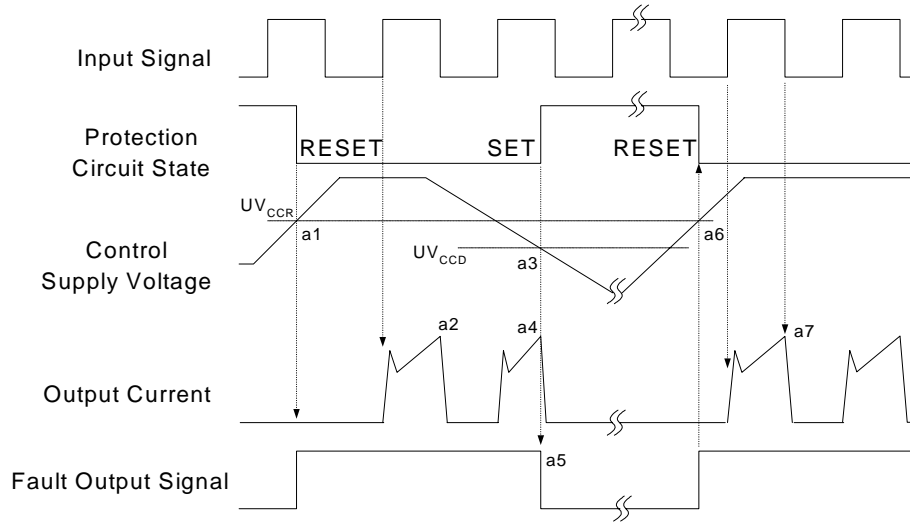 Input Signal
Protection
Circuit State
RESET
SET
RESET
UVCCR
a1
a6
Control
Supply Voltage
UVCCD
a3
a2
a4
a7
Output Current
a5
Fault Output Signal